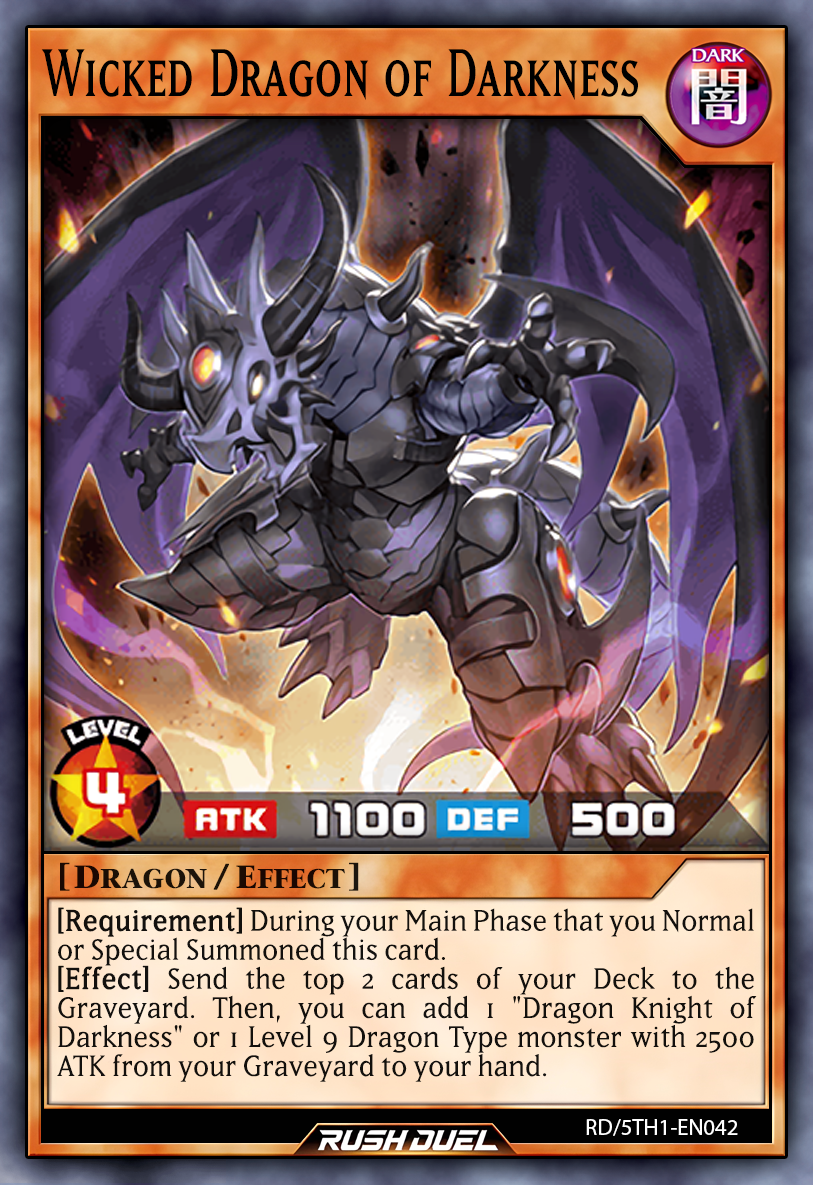 Wicked Dragon of Darkness
DARK
闇
LEVEL
4
ATK 1100 DEF 500
[Dragon / Effect]
[Requirement] During your Main Phase that you Normal
or Special Summoned this card.
[Effect] Send the top 2 cards of your Deck to the
Graveyard. Then, you can add 1 "Dragon Knight of
Darkness" or 1 Level 9 Dragon Type monster with 2500
ATK from your Graveyard to your hand.
RUSH DUEL
RD/5TH1-EN042